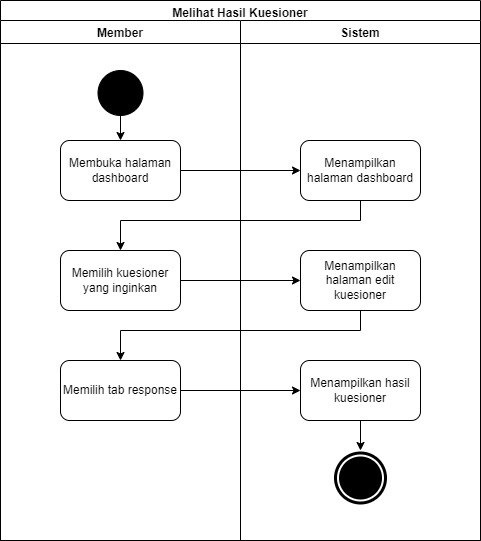 Melihat Hasil Kuesioner
Member
Sistem
Membuka halaman
dashboard
Menampilkan
halaman dashboard
Memilih kuesioner
yang inginkan
Menampilkan
halaman edit
kuesioner
Memilih tab response
Menampilkan hasil
kuesioner